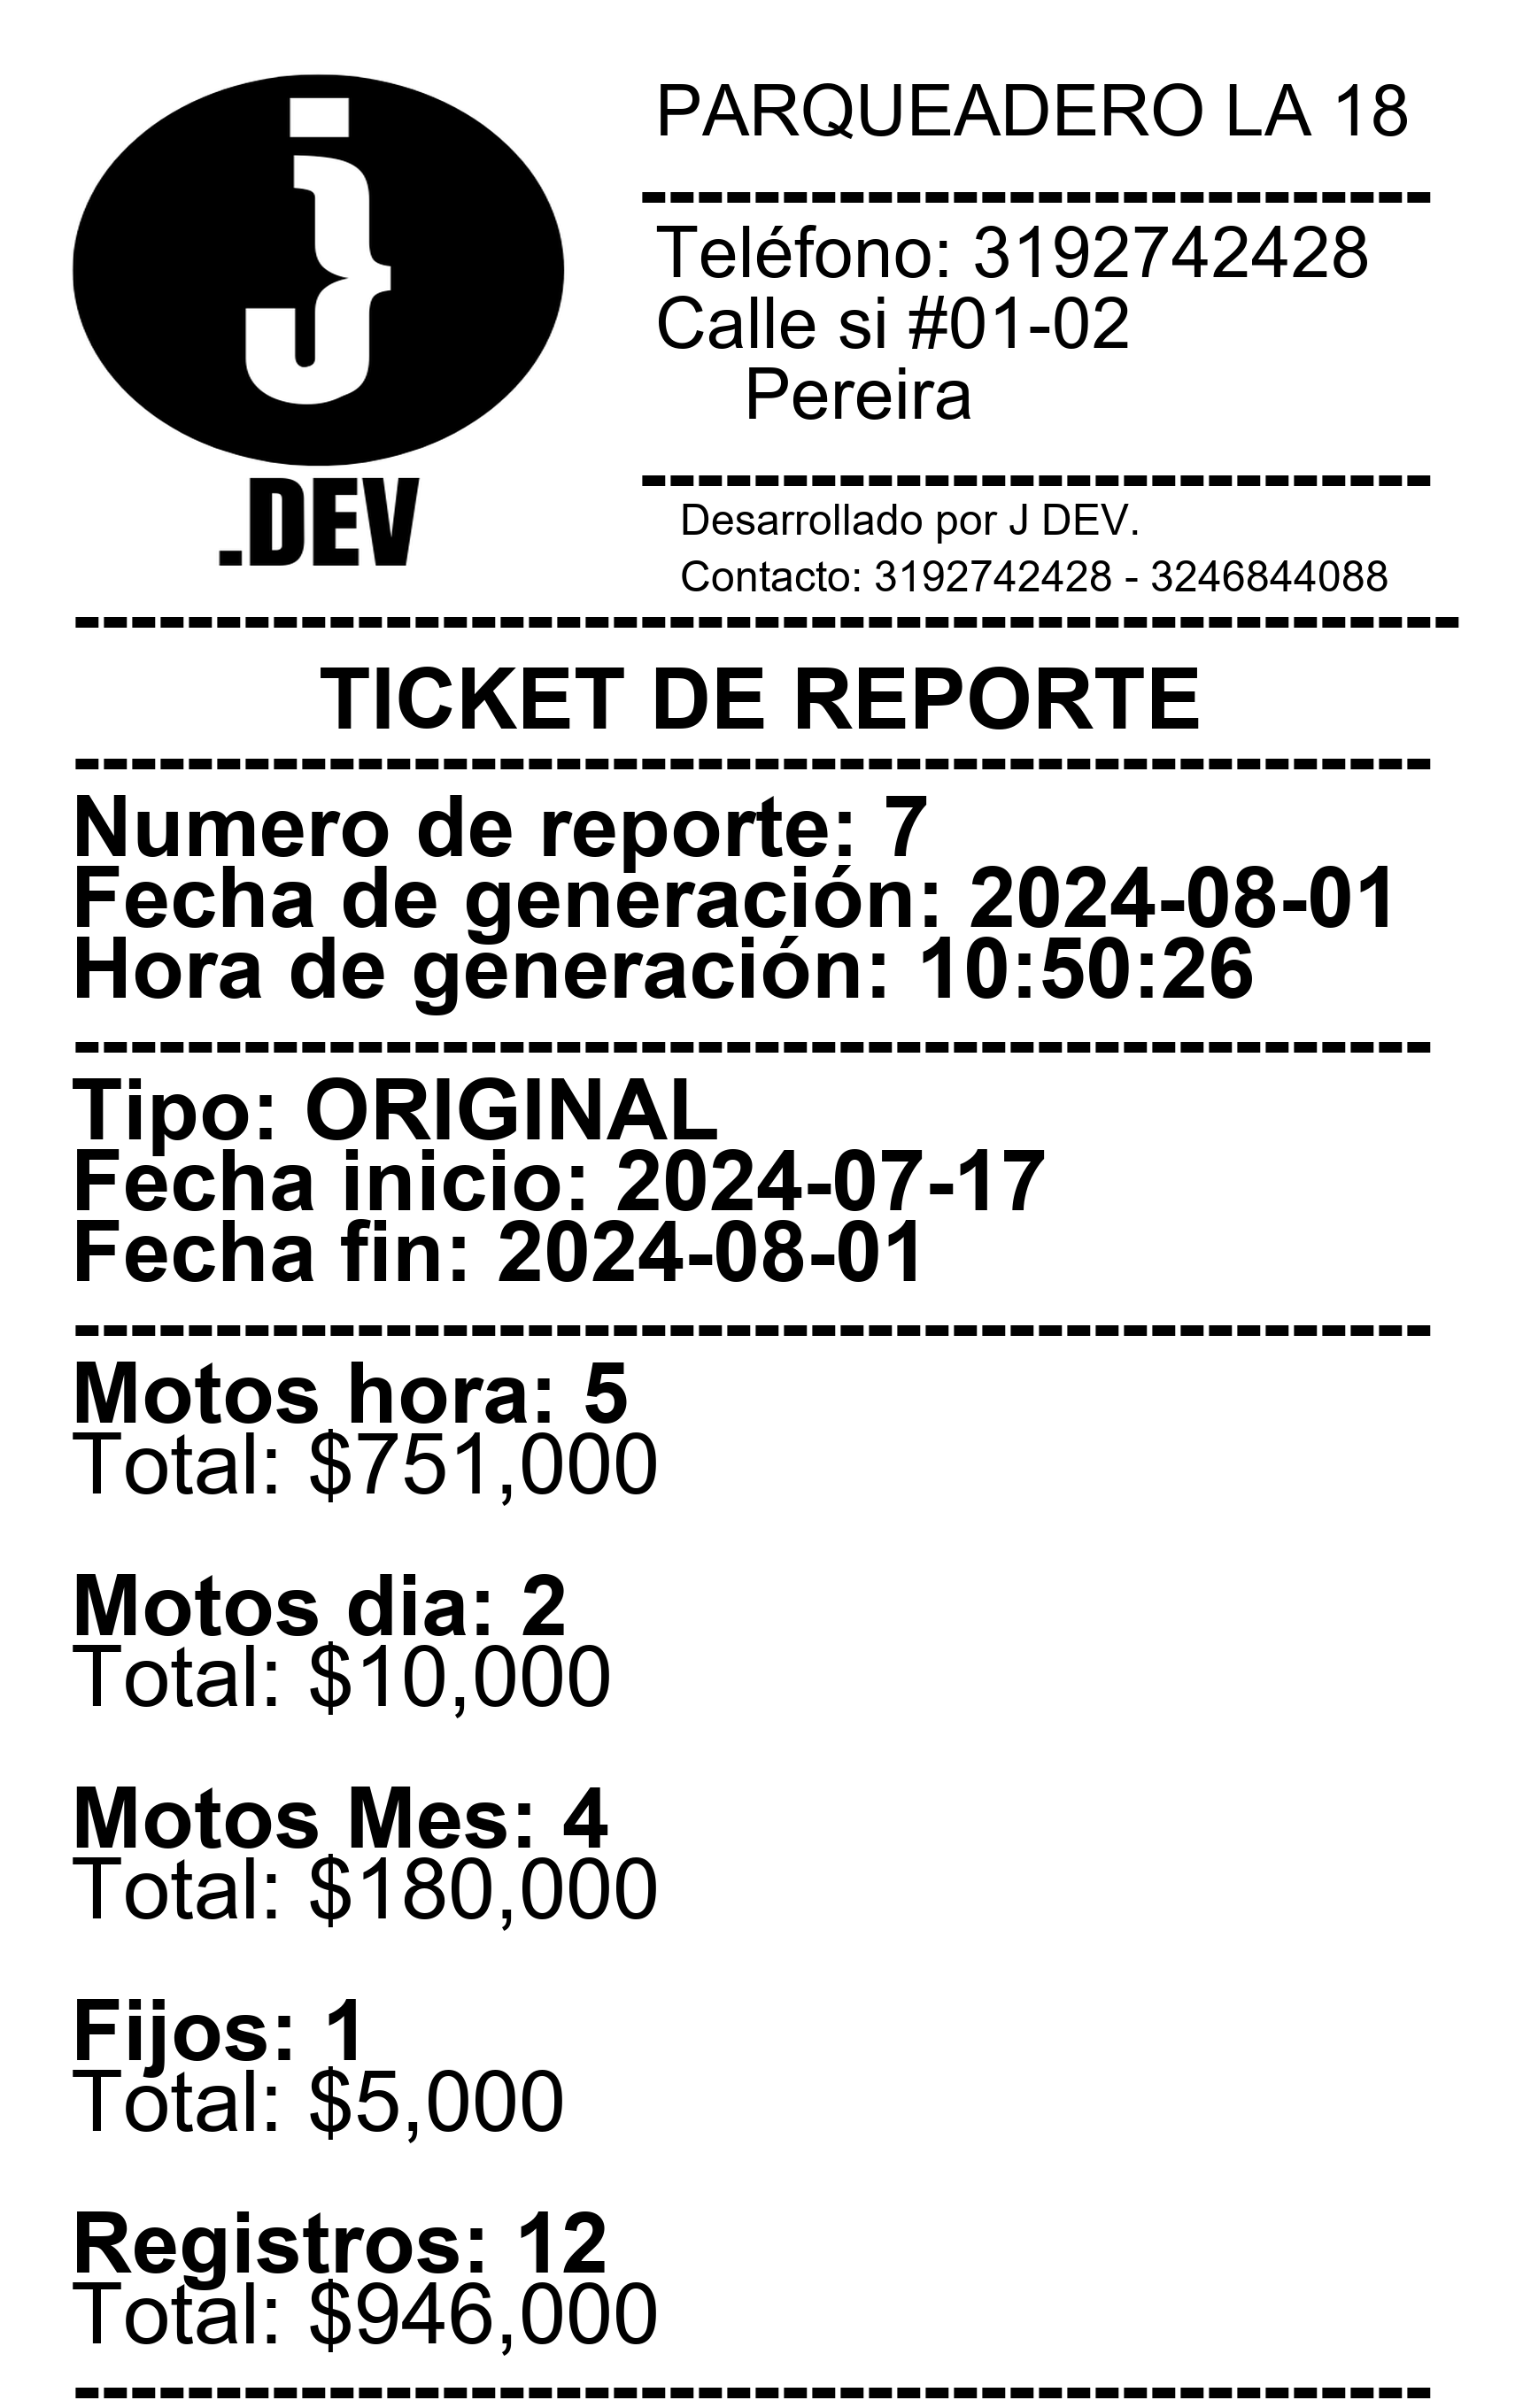 j
.DEV
PARQUEADERO LA 18
----------------------------
Teléfono: 3192742428
Calle si #01-02
Pereira
----------------------------
Desarrollado por J DEV.
Contacto: 3192742428 - 3246844088
-------------------------------------------------
TICKET DE REPORTE
------------------------------------------------
Numero de reporte: 7
Fecha de generación: 2024-08-01
Hora de generación: 10:50:26
------------------------------------------------
Tipo: ORIGINAL
Fecha inicio: 2024-07-17
Fecha fin: 2024-08-01
------------------------------------------------
Motos hora: 5
Total: $751,000
Motos dia: 2
Total: $10,000
Motos Mes: 4
Total: $180,000
Fijos: 1
Total: $5,000
Registros: 12
Total: $946,000
------------------------------------------------